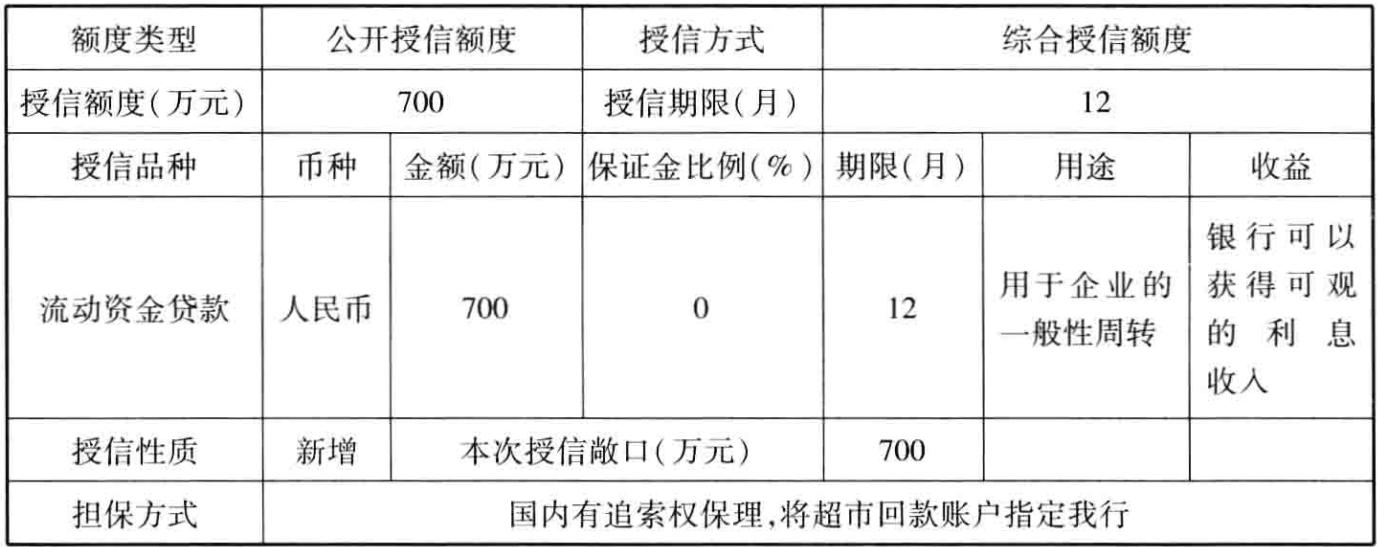 额度类型 公开授信额度 授信方式 综合授信额度
授信额度(万元) 700 授信期限(月) 12
授信品种 币种 金额(万元) 保证金比例(%) 期限(月) 用途 收益
流动资金贷款 人民币 700 0 12 用于企业的
一般性周转
银行可以
获得可观
的利息
收入
授信性质 新增 本次授信敞口(万元) 700
担保方式 国内有追索权保理,将超市回款账户指定我行